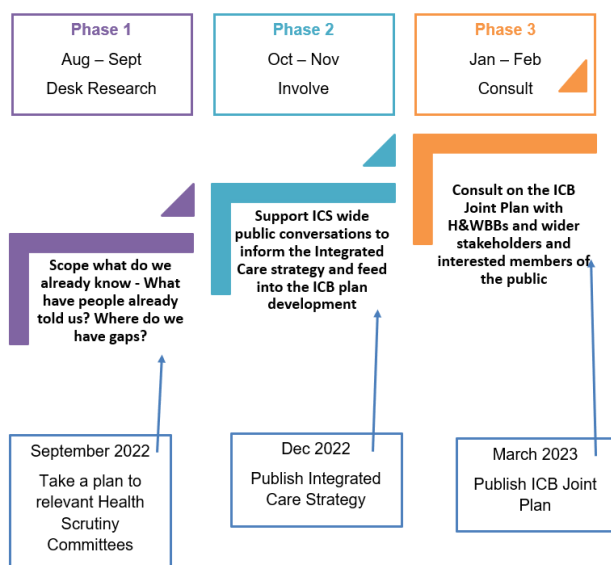 Phase 1
Aug – Sept
Desk Research
Phase 2
Oct – Nov
Involve
Phase 3
Jan – Feb
Consult
Scope what do we
already know - What
have people already
told us? Where do we
have gaps?
Support ICS wide
public conversations to
inform the Integrated
Care strategy and feed
into the ICB plan
development
Consult on the ICB
Joint Plan with
H&WBBs and wider
stakeholders and
interested members of
the public
September 2022
Take a plan to
relevant Health
Scrutiny
Committees
Dec 2022
Publish Integrated
Care Strategy
March 2023
Publish ICB Joint
Plan